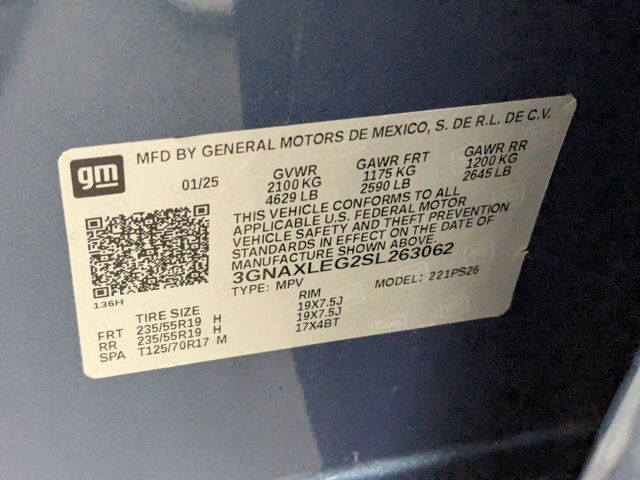 gm
MFD BY GENERAL MOTORS DE MEXICO, S. DE R.L. DE C.V.
01/25 GVWR GAWR FRT GAWR RR
2100 KG 1175 KG 1200 KG
4629 LB 2590 LB 2645 LB
THIS VEHICLE CONFORMS TO ALL
APPLICABLE U.S. FEDERAL MOTOR
VEHICLE SAFETY AND THEFT PREVENTION
STANDARDS IN EFFECT ON THE DATE OF
MANUFACTURE SHOWN ABOVE.
3GNAXLEG2SL263062
TYPE: MPV MODEL: 221PS26
136H
TIRE SIZE RIM
FRT 235/55R19 H 19X7.5J
RR 235/55R19 H 19X7.5J
SPA T125/70R17 M 17X4BT